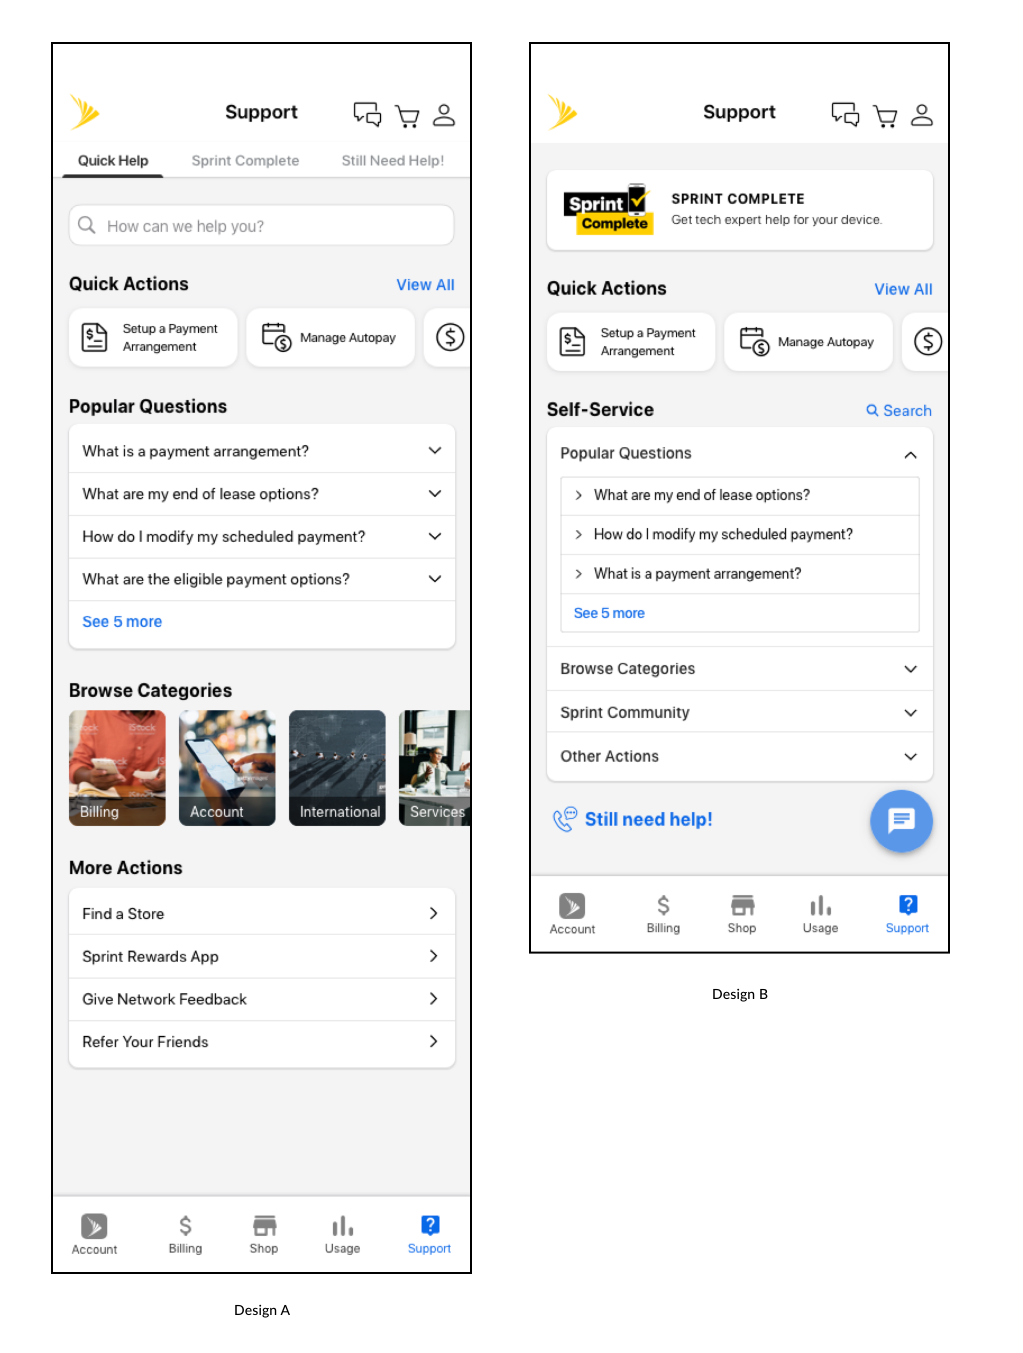 Support
Quick Help
Sprint Complete
Still Need Help!
How can we help you?
Quick Actions
View All
Setup a Payment
Arrangement
Manage Autopay
Popular Questions
What is a payment arrangement?
What are my end of lease options?
How do I modify my scheduled payment?
What are the eligible payment options?
See 5 more
Browse Categories
iStock
Billing
Account
International
Services
More Actions
Find a Store
Sprint Rewards App
Give Network Feedback
Refer Your Friends
Account
Billing
Shop
Usage
Support
Design A
Support
Sprint
Complete
SPRINT COMPLETE
Get tech expert help for your device.
Quick Actions
View All
Setup a Payment
Arrangement
Manage Autopay
Self-Service
Search
Popular Questions
What are my end of lease options?
How do I modify my scheduled payment?
What is a payment arrangement?
See 5 more
Browse Categories
Sprint Community
Other Actions
Still need help!
Account
Billing
Shop
Usage
Support
Design B